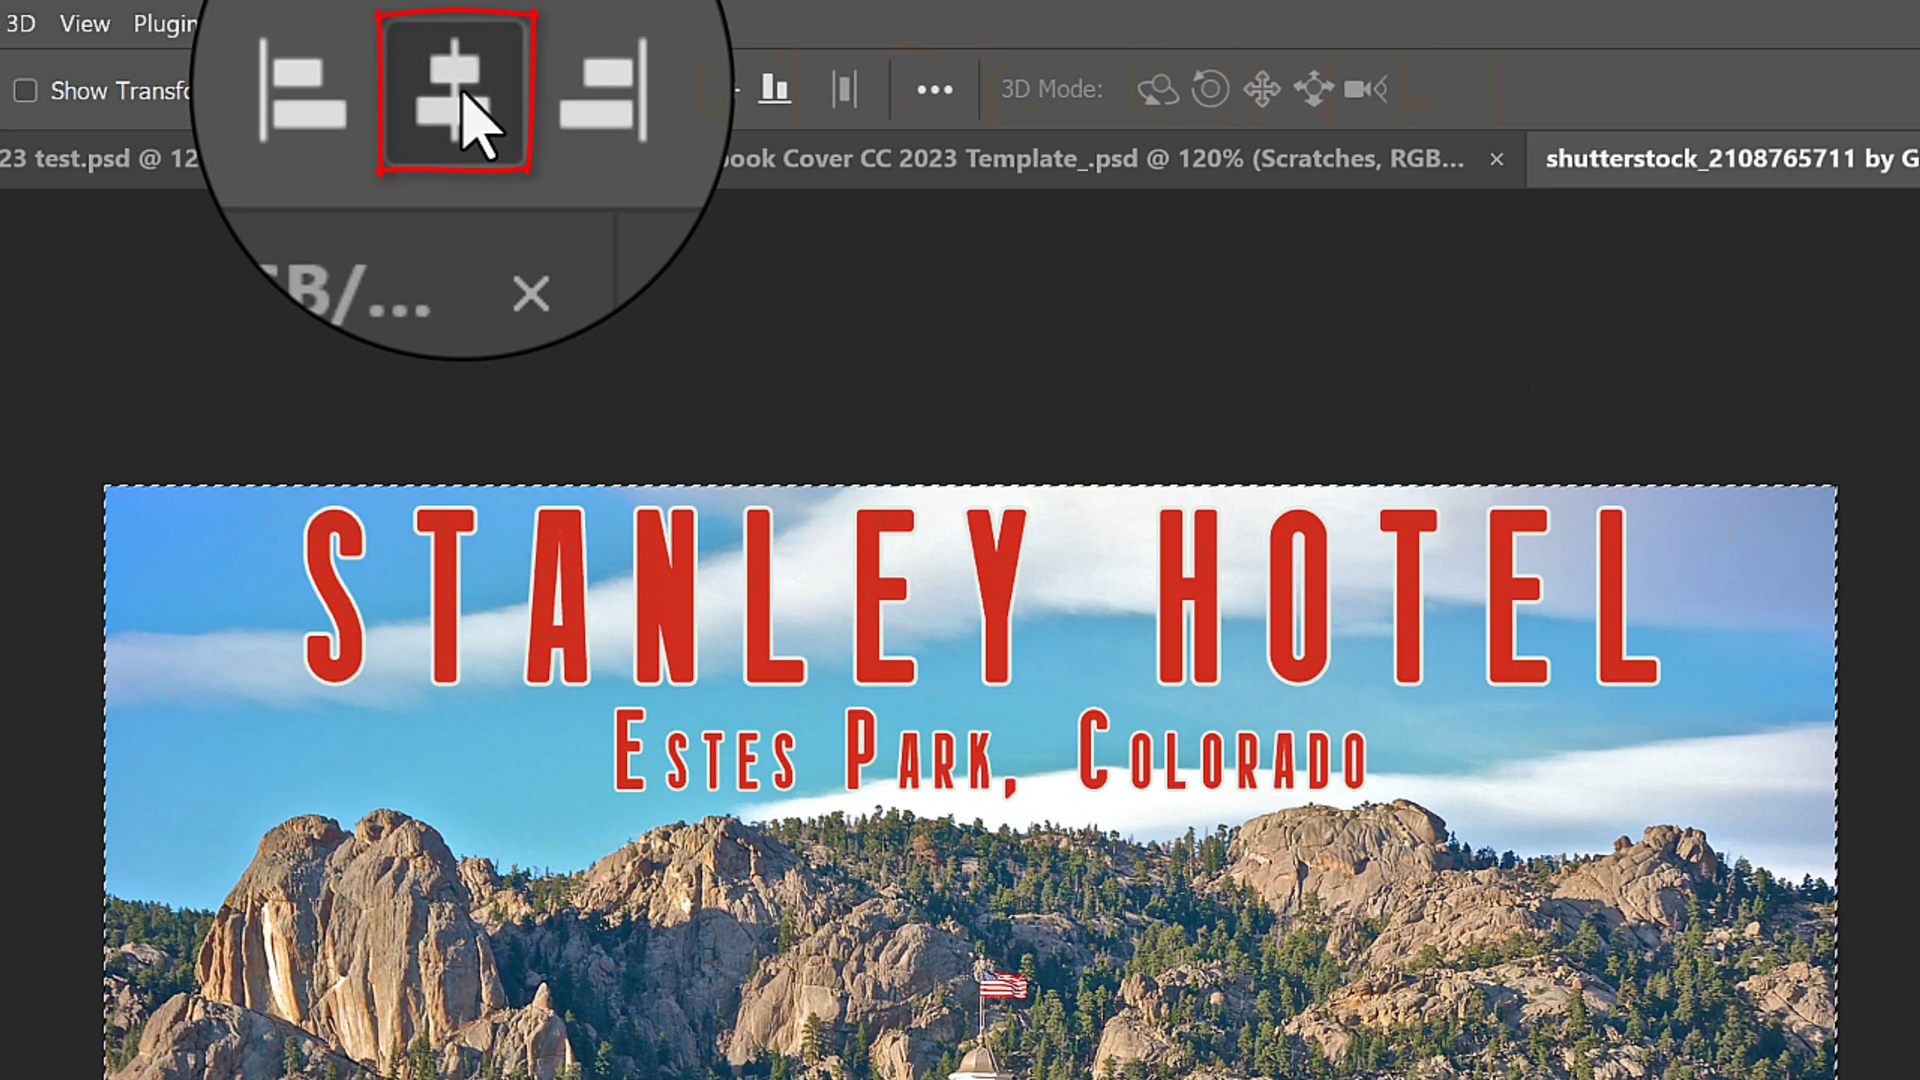 3D View Plugin
Show Transfo
3D Mode:
23 test.psd @ 12
ook Cover CC 2023 Template_.psd @ 120% (Scratches, RGB...
shutterstock_2108765711 by G
B/...
STANLEY HOTEL
ESTES PARK, COLORADO